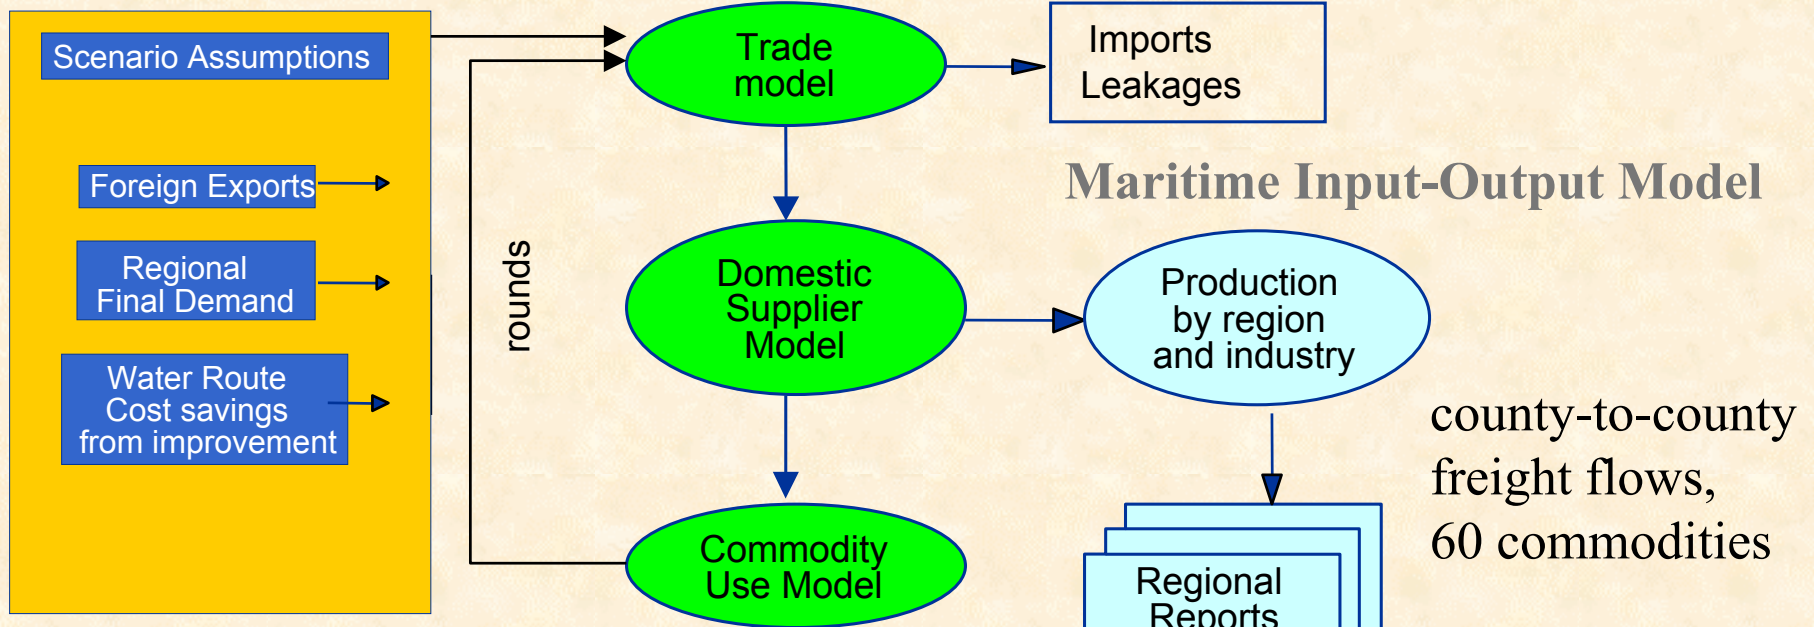 Scenario Assumptions
Foreign Exports
Regional
Final Demand
Water Route
Cost savings
from improvement
rounds
Trade
model
Imports
Leakages
Maritime Input-Output Model
Domestic
Supplier
Model
Production
by region
and industry
county-to-county
freight flows,
60 commodities
Commodity
Use Model
Regional
Reports